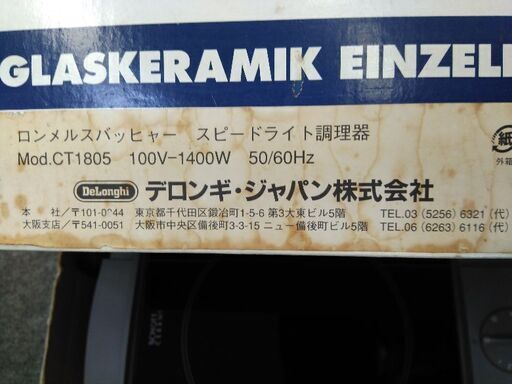 GLASKERAMIK EINZEL
ロンメルスバッヒャー スピードライト調理器
Mod.CT1805 100V-1400W 50/60Hz
紙
外箱
DeLonghi デロンギ・ジャパン株式会社
本社/〒101-0044 東京都千代田区鍛冶町1-5-6 第3大東ビル5階 TEL.03 (5256) 6321 (代)
大阪支店/〒541-0051 大阪市中央区備後町3-3-15 ニュー備後町ビル5階 TEL.06 (6263) 6116 (代)